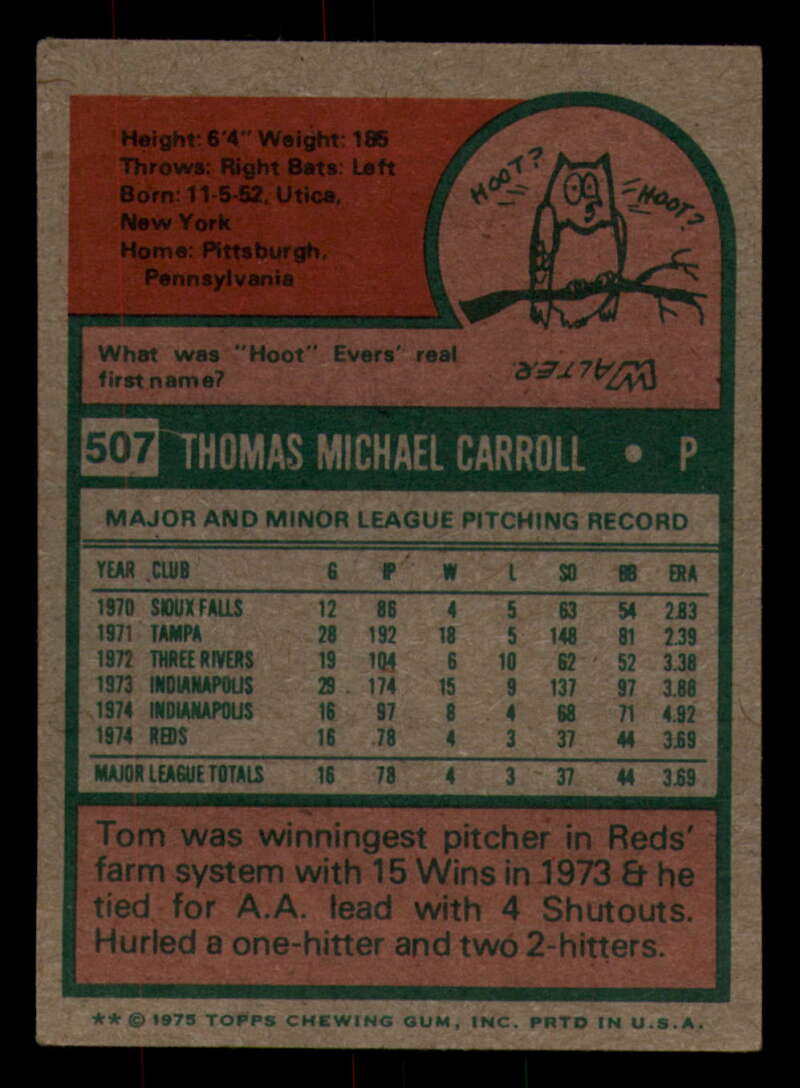 Height: 6'4" Weight: 185
Throws: Right Bats: Left
Born: 11-5-52, Utica,
New York
Home: Pittsburgh,
Pennsylvania
HOOT?
HOOT?
What was "Hoot" Evers' real
first name?
WALTER
507 THOMAS MICHAEL CARROLL • P
MAJOR AND MINOR LEAGUE PITCHING RECORD
YEAR CLUB G IP W L SO BB ERA
1970 SIOUX FALLS 12 86 4 5 63 54 2.83
1971 TAMPA 28 192 18 5 148 81 2.39
1972 THREE RIVERS 19 104 6 10 62 52 3.38
1973 INDIANAPOLIS 29 174 15 9 137 97 3.88
1974 INDIANAPOLIS 16 97 8 4 68 71 4.92
1974 REDS 16 78 4 3 37 44 3.69
MAJOR LEAGUE TOTALS 16 78 4 3 37 44 3.69
Tom was winningest pitcher in Reds'
farm system with 15 Wins in 1973 & he
tied for A.A. lead with 4 Shutouts.
Hurled a one-hitter and two 2-hitters.
** © 1975 TOPPS CHEWING GUM, INC. PRTD IN U.S.A.